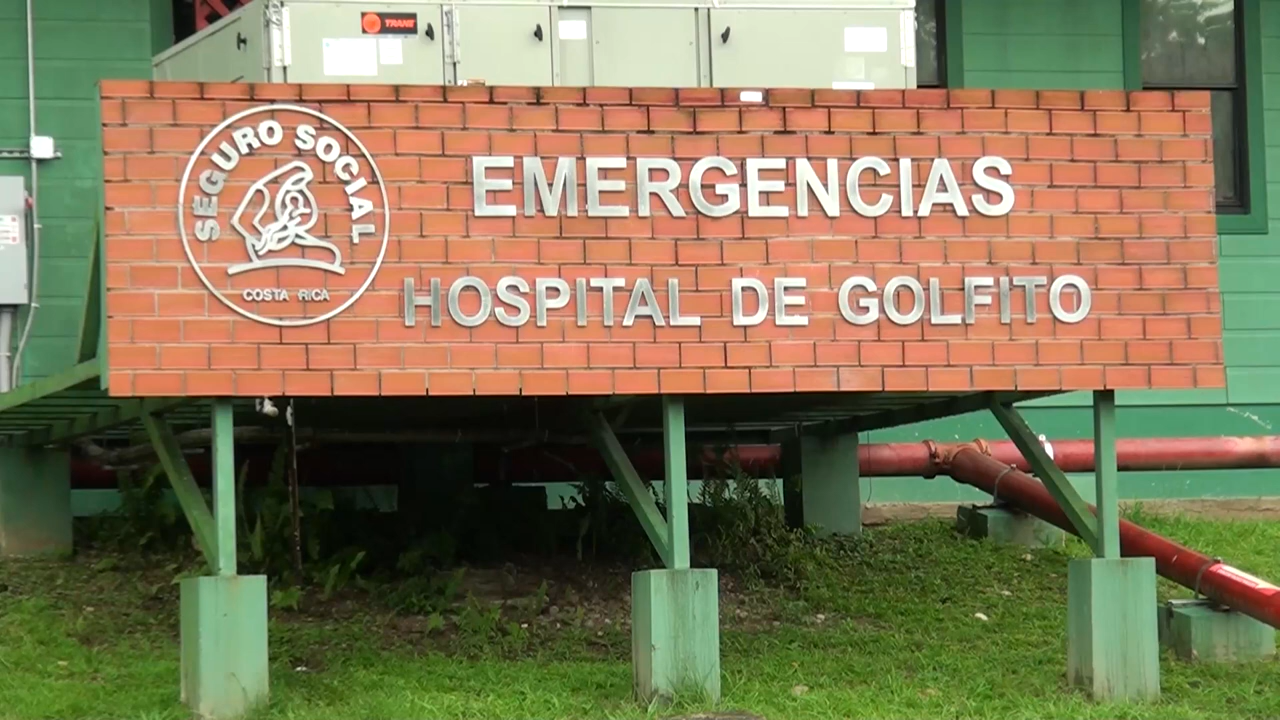 TRANE
SEGURO SOCIAL
COSTA RICA
EMERGENCIAS
HOSPITAL DE GOLFITO